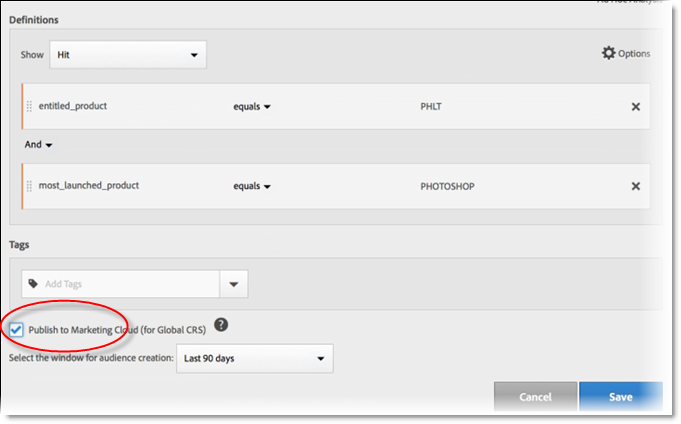 Definitions
Show Hit Options
entitled_product equals PHLT
And
most_launched_product equals PHOTOSHOP
Tags
Add Tags
Publish to Marketing Cloud (for Global CRS) ?
Select the window for audience creation: Last 90 days
Cancel Save